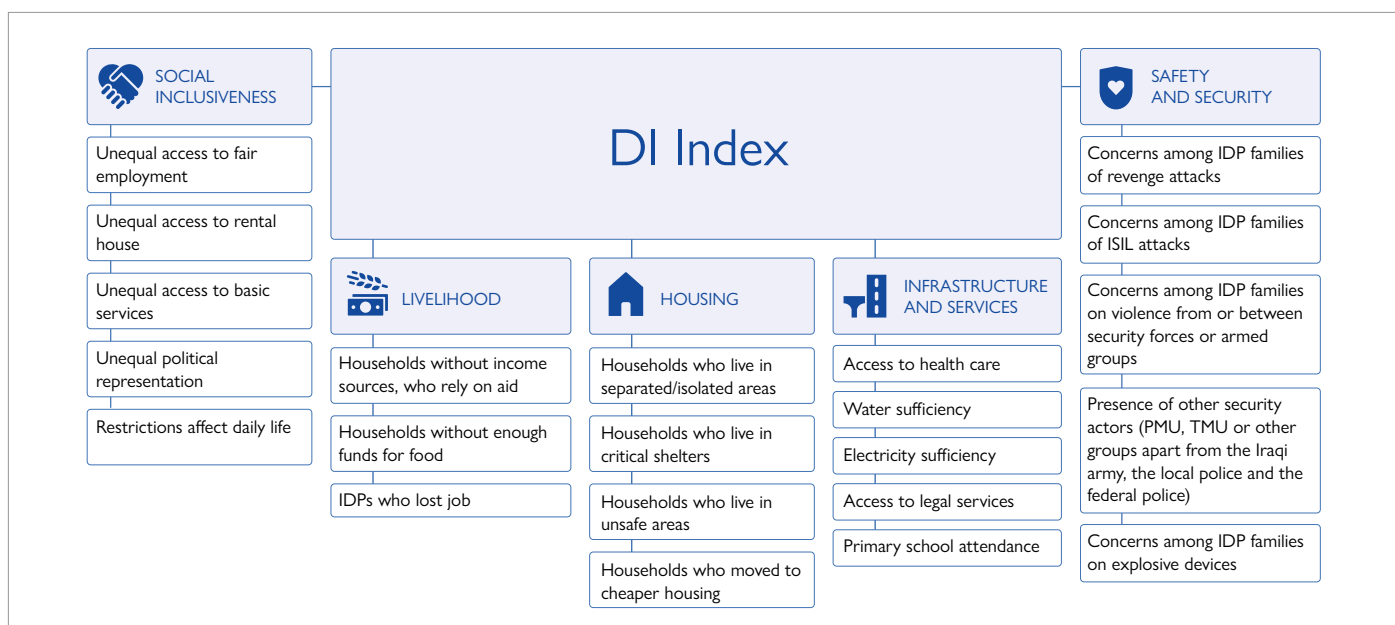 SOCIAL
INCLUSIVENESS
Unequal access to fair
employment
Unequal access to rental
house
Unequal access to basic
services
Unequal political
representation
Restrictions affect daily life
DI Index
LIVELIHOOD
Households without income
sources, who rely on aid
Households without enough
funds for food
IDPs who lost job
HOUSING
Households who live in
separated/isolated areas
Households who live in
critical shelters
Households who live in
unsafe areas
Households who moved to
cheaper housing
INFRASTRUCTURE
AND SERVICES
Access to health care
Water sufficiency
Electricity sufficiency
Access to legal services
Primary school attendance
SAFETY
AND SECURITY
Concerns among IDP families
of revenge attacks
Concerns among IDP families
of ISIL attacks
Concerns among IDP families
on violence from or between
security forces or armed
groups
Presence of other security
actors (PMU, TMU or other
groups apart from the Iraqi
army, the local police and the
federal police)
Concerns among IDP families
on explosive devices